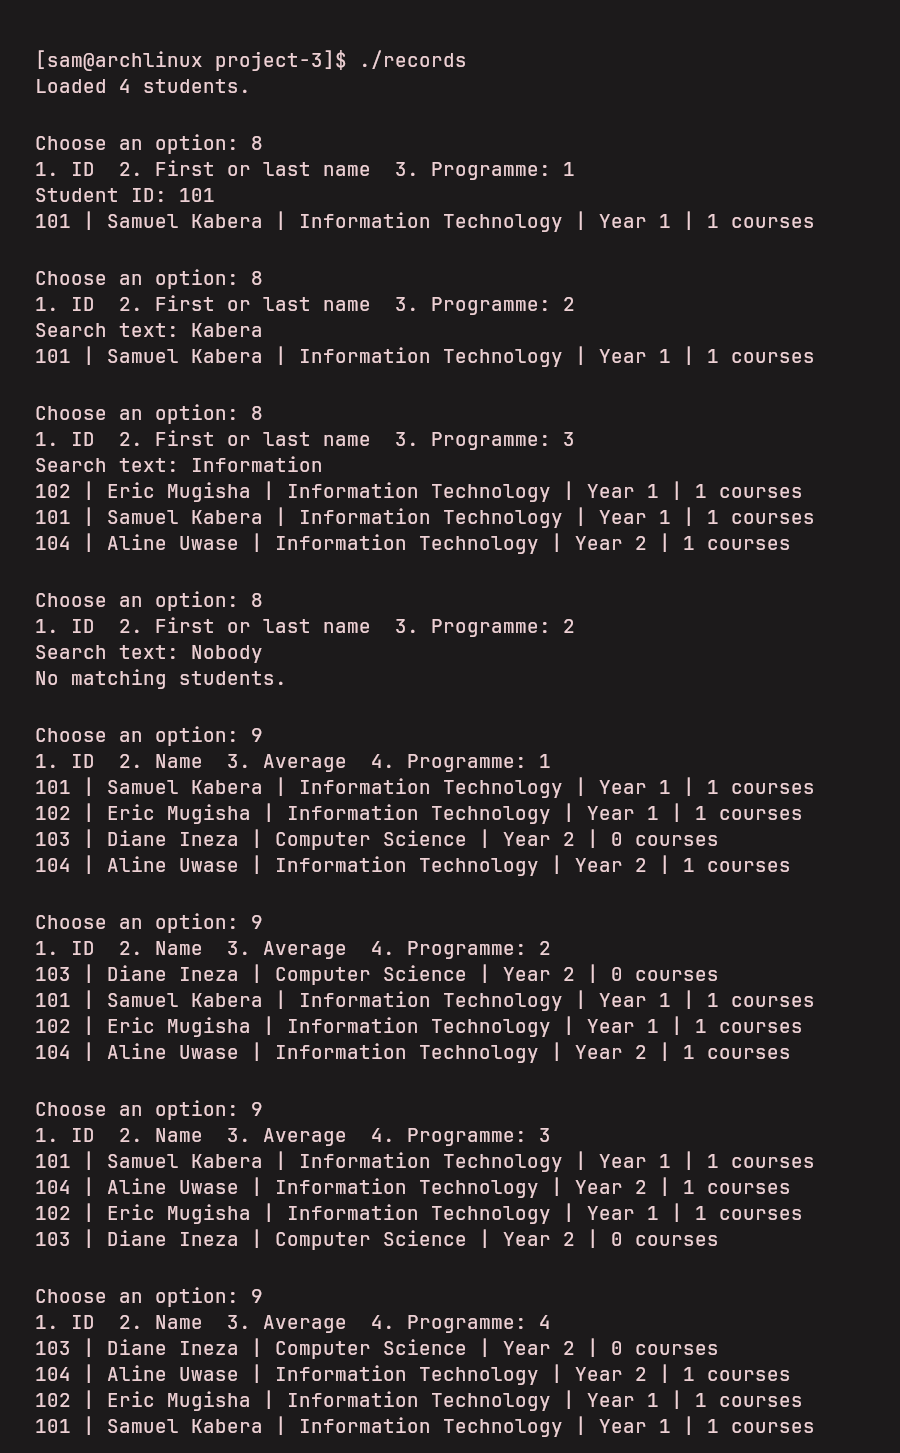 [sam@archlinux project-3]$ ./records
Loaded 4 students.
Choose an option: 8
1. ID  2. First or last name  3. Programme: 1
Student ID: 101
101 | Samuel Kabera | Information Technology | Year 1 | 1 courses
Choose an option: 8
1. ID  2. First or last name  3. Programme: 2
Search text: Kabera
101 | Samuel Kabera | Information Technology | Year 1 | 1 courses
Choose an option: 8
1. ID  2. First or last name  3. Programme: 3
Search text: Information
102 | Eric Mugisha | Information Technology | Year 1 | 1 courses
101 | Samuel Kabera | Information Technology | Year 1 | 1 courses
104 | Aline Uwase | Information Technology | Year 2 | 1 courses
Choose an option: 8
1. ID  2. First or last name  3. Programme: 2
Search text: Nobody
No matching students.
Choose an option: 9
1. ID  2. Name  3. Average  4. Programme: 1
101 | Samuel Kabera | Information Technology | Year 1 | 1 courses
102 | Eric Mugisha | Information Technology | Year 1 | 1 courses
103 | Diane Ineza | Computer Science | Year 2 | 0 courses
104 | Aline Uwase | Information Technology | Year 2 | 1 courses
Choose an option: 9
1. ID  2. Name  3. Average  4. Programme: 2
103 | Diane Ineza | Computer Science | Year 2 | 0 courses
101 | Samuel Kabera | Information Technology | Year 1 | 1 courses
102 | Eric Mugisha | Information Technology | Year 1 | 1 courses
104 | Aline Uwase | Information Technology | Year 2 | 1 courses
Choose an option: 9
1. ID  2. Name  3. Average  4. Programme: 3
101 | Samuel Kabera | Information Technology | Year 1 | 1 courses
104 | Aline Uwase | Information Technology | Year 2 | 1 courses
102 | Eric Mugisha | Information Technology | Year 1 | 1 courses
103 | Diane Ineza | Computer Science | Year 2 | 0 courses
Choose an option: 9
1. ID  2. Name  3. Average  4. Programme: 4
103 | Diane Ineza | Computer Science | Year 2 | 0 courses
104 | Aline Uwase | Information Technology | Year 2 | 1 courses
102 | Eric Mugisha | Information Technology | Year 1 | 1 courses
101 | Samuel Kabera | Information Technology | Year 1 | 1 courses